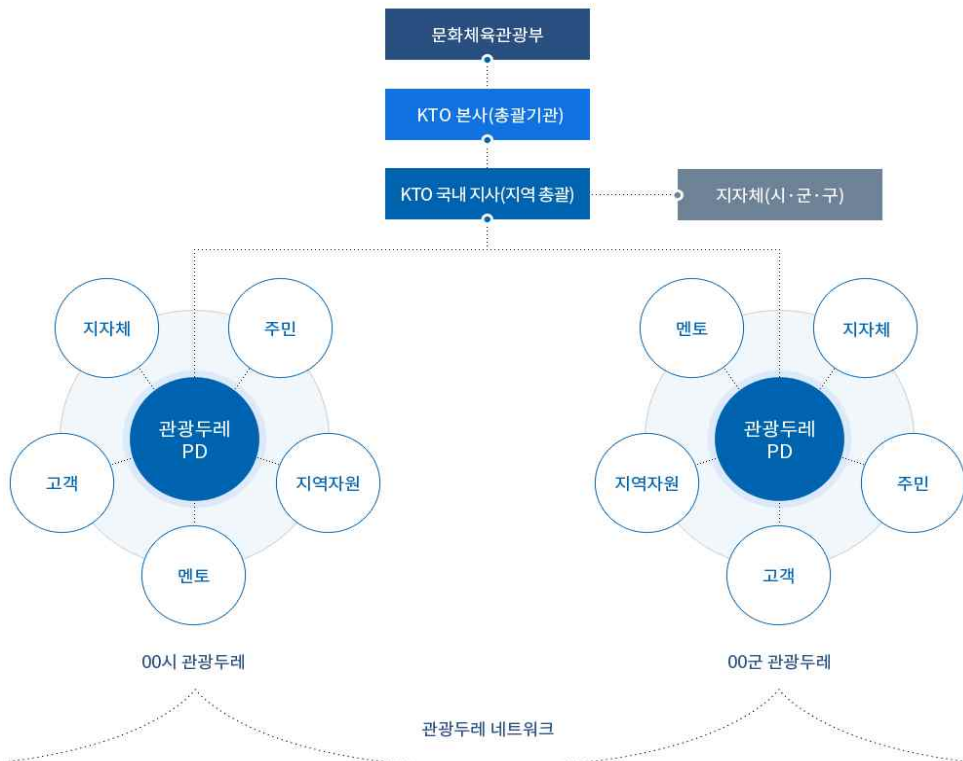 문화체육관광부
KTO 본사(총괄기관)
KTO 국내 지사(지역 총괄)
지자체(시·군·구)
지자체
주민
관광두레
PD
고객
지역자원
멘토
00시 관광두레
멘토
지자체
관광두레
PD
지역자원
주민
고객
00군 관광두레
관광두레 네트워크